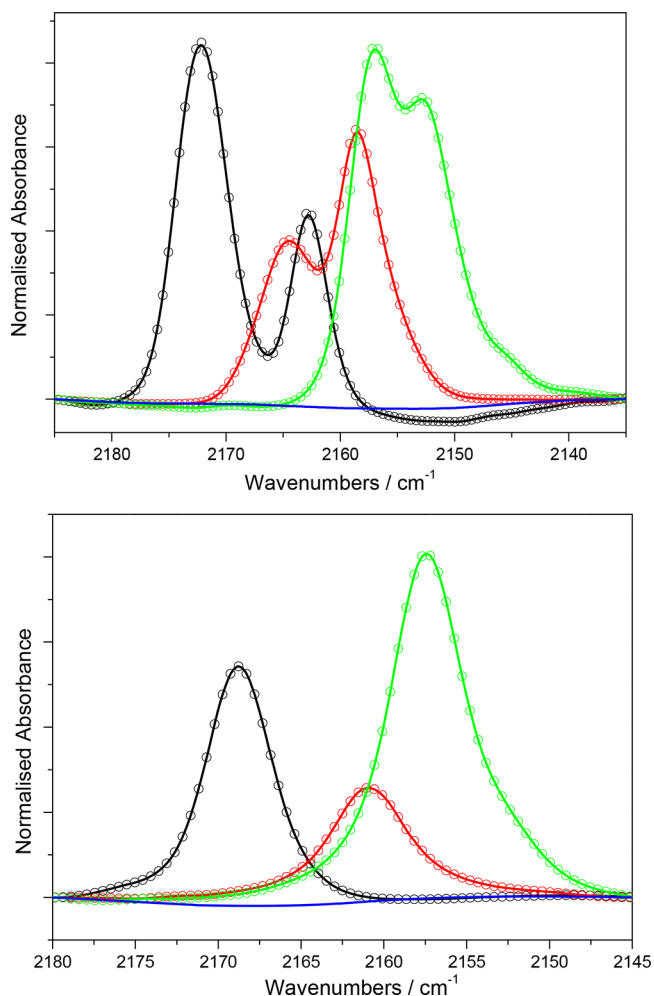 Normalised Absorbance
2180 2170 2160 2150 2140
Wavenumbers / cm-1
Normalised Absorbance
2180 2175 2170 2165 2160 2155 2150 2145
Wavenumbers / cm-1